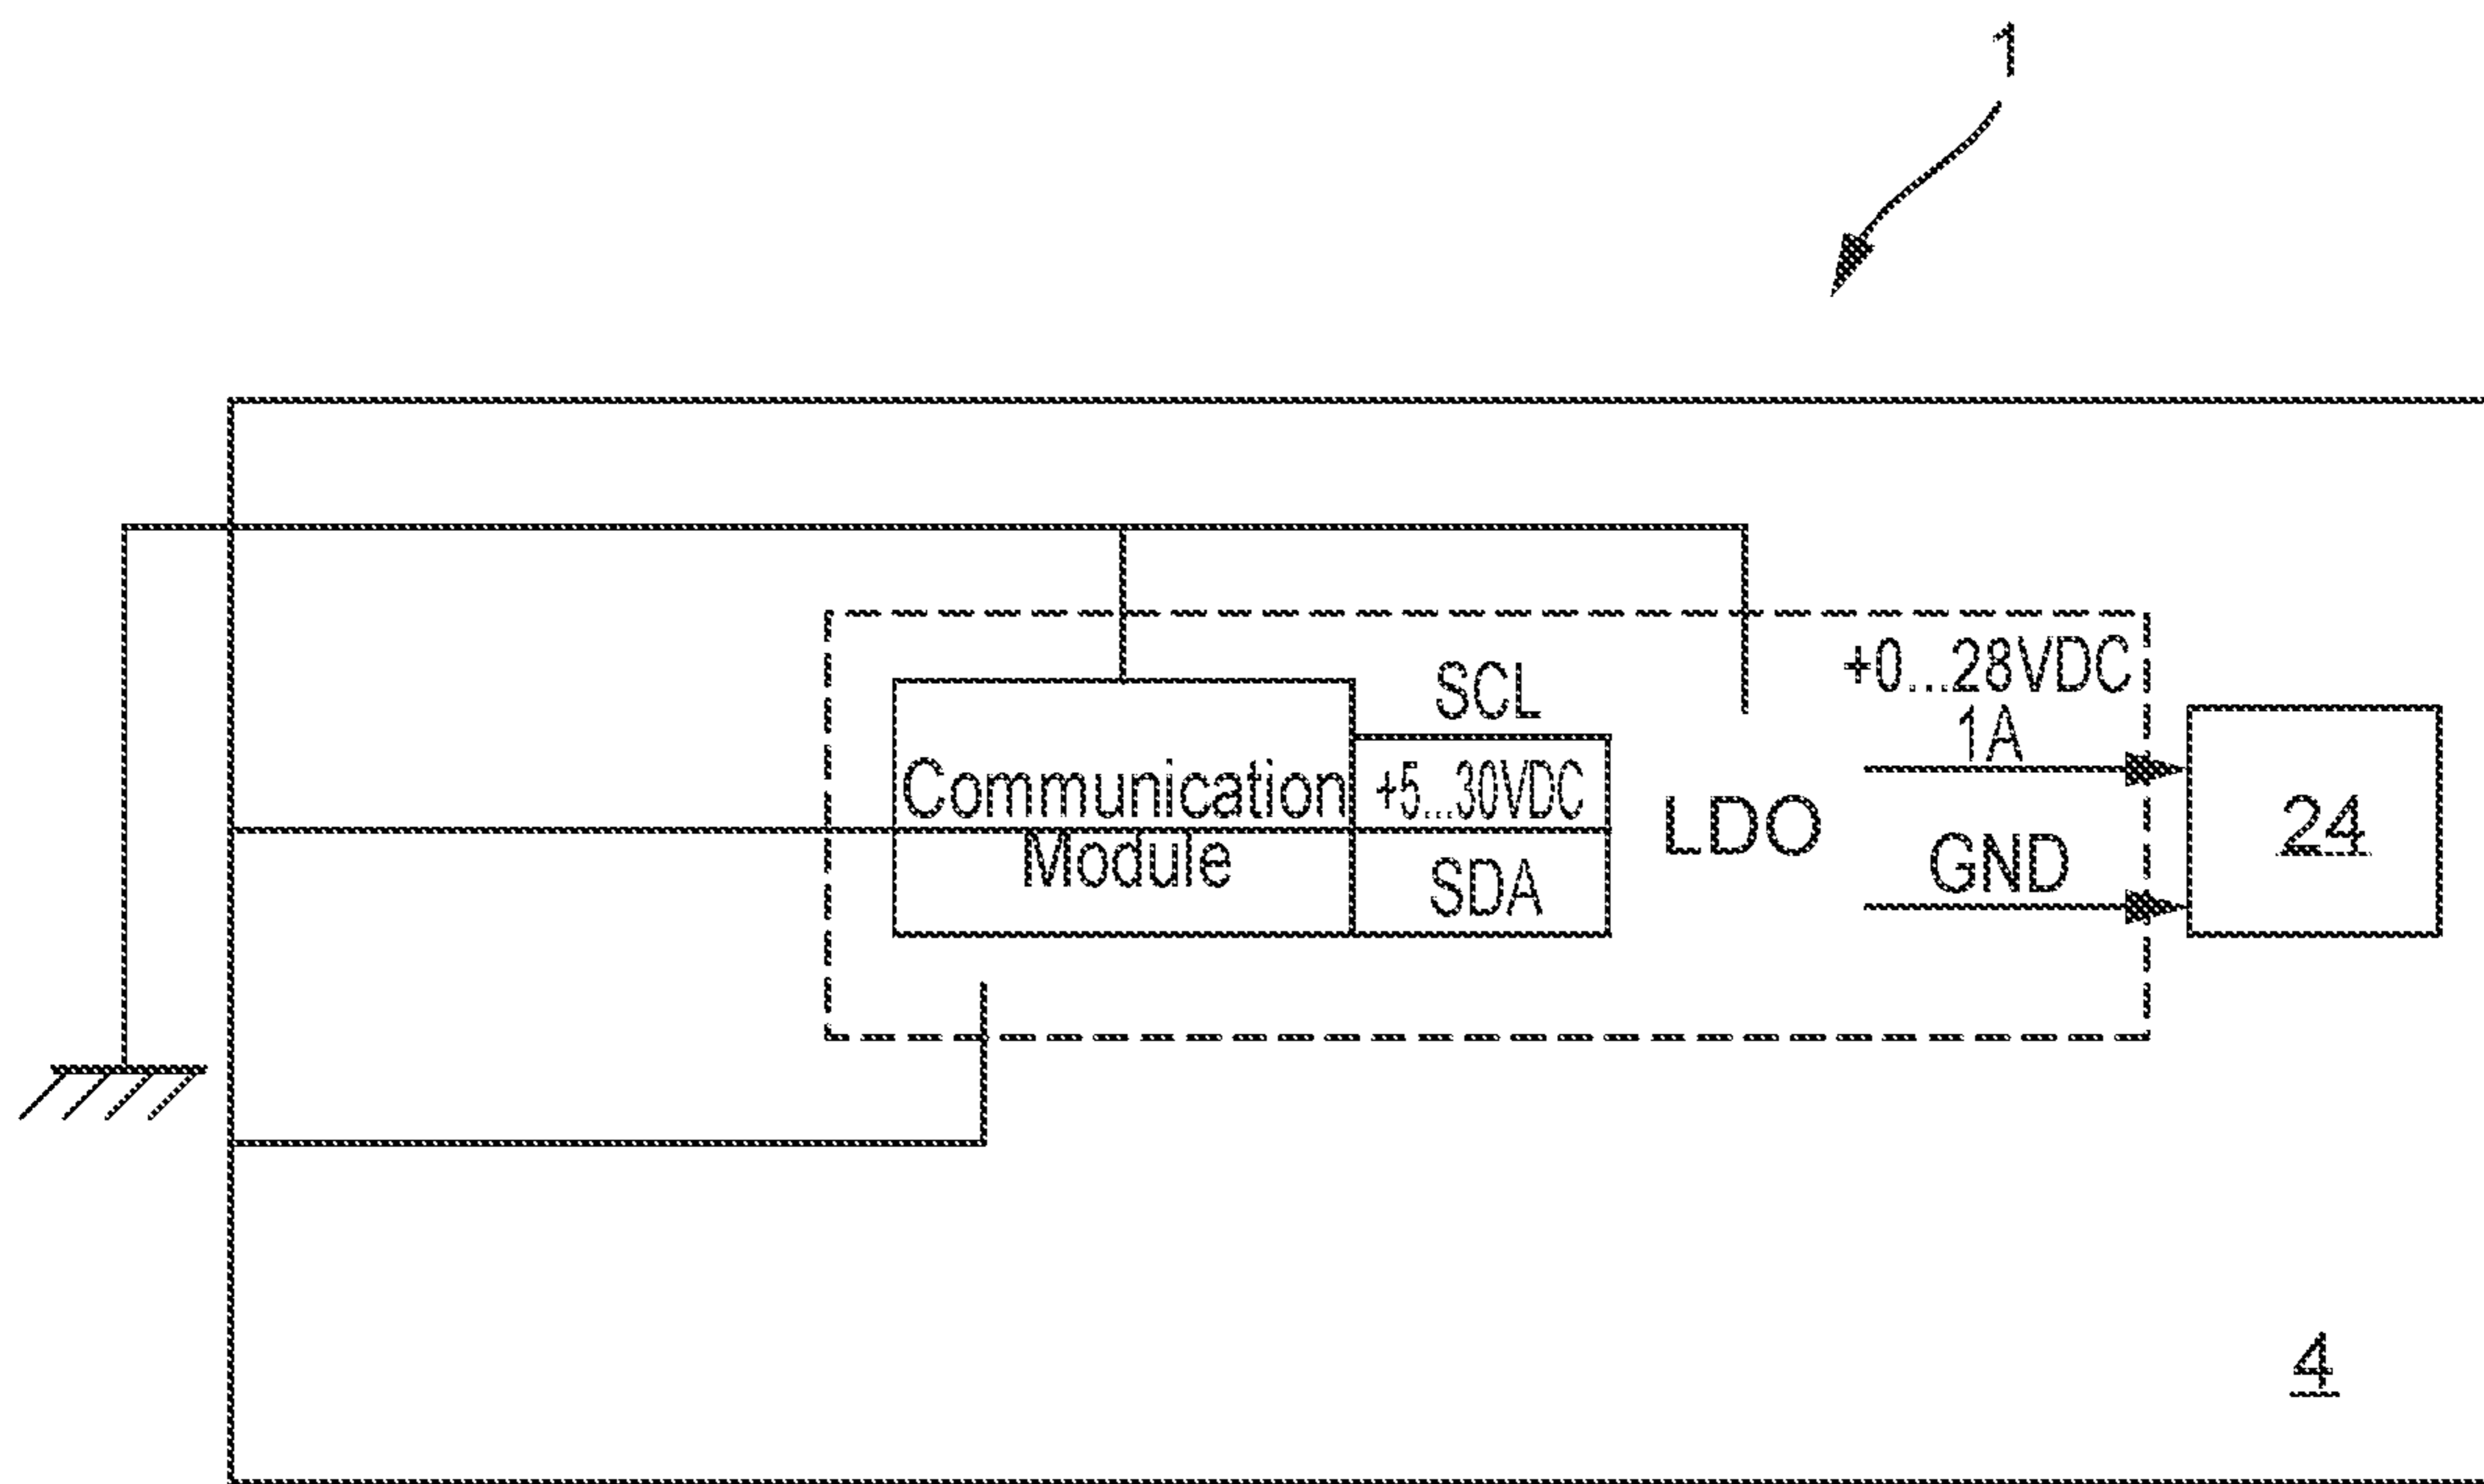 1
+0...28VDC
1A
SCL
Communication
Module
+5...30VDC
SDA
LDO
GND
24
4